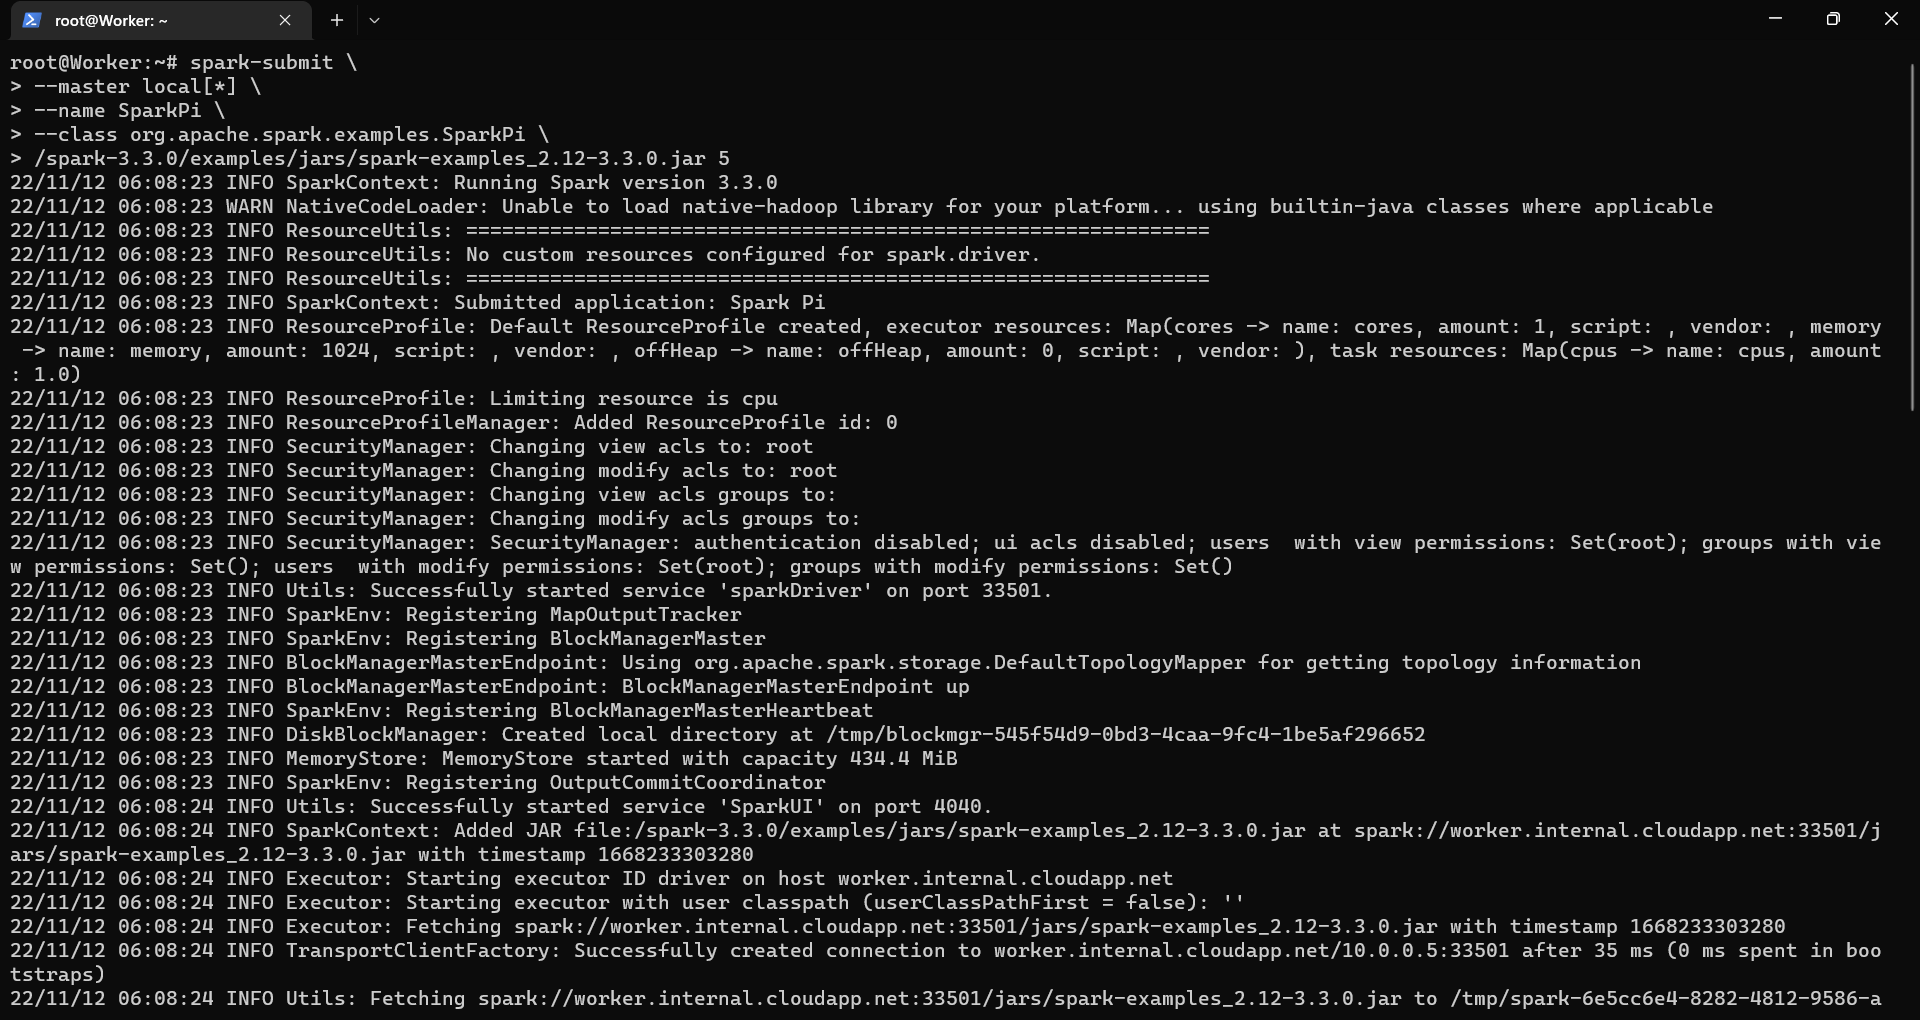 root@Worker: ~
root@Worker:~# spark-submit \
> --master local[*] \
> --name SparkPi \
> --class org.apache.spark.examples.SparkPi \
> /spark-3.3.0/examples/jars/spark-examples_2.12-3.3.0.jar 5
22/11/12 06:08:23 INFO SparkContext: Running Spark version 3.3.0
22/11/12 06:08:23 WARN NativeCodeLoader: Unable to load native-hadoop library for your platform... using builtin-java classes where applicable
22/11/12 06:08:23 INFO ResourceUtils: ==============================================================
22/11/12 06:08:23 INFO ResourceUtils: No custom resources configured for spark.driver.
22/11/12 06:08:23 INFO ResourceUtils: ==============================================================
22/11/12 06:08:23 INFO SparkContext: Submitted application: Spark Pi
22/11/12 06:08:23 INFO ResourceProfile: Default ResourceProfile created, executor resources: Map(cores -> name: cores, amount: 1, script: , vendor: , memory
 -> name: memory, amount: 1024, script: , vendor: , offHeap -> name: offHeap, amount: 0, script: , vendor: ), task resources: Map(cpus -> name: cpus, amount
: 1.0)
22/11/12 06:08:23 INFO ResourceProfile: Limiting resource is cpu
22/11/12 06:08:23 INFO ResourceProfileManager: Added ResourceProfile id: 0
22/11/12 06:08:23 INFO SecurityManager: Changing view acls to: root
22/11/12 06:08:23 INFO SecurityManager: Changing modify acls to: root
22/11/12 06:08:23 INFO SecurityManager: Changing view acls groups to:
22/11/12 06:08:23 INFO SecurityManager: Changing modify acls groups to:
22/11/12 06:08:23 INFO SecurityManager: SecurityManager: authentication disabled; ui acls disabled; users  with view permissions: Set(root); groups with vie
w permissions: Set(); users  with modify permissions: Set(root); groups with modify permissions: Set()
22/11/12 06:08:23 INFO Utils: Successfully started service 'sparkDriver' on port 33501.
22/11/12 06:08:23 INFO SparkEnv: Registering MapOutputTracker
22/11/12 06:08:23 INFO SparkEnv: Registering BlockManagerMaster
22/11/12 06:08:23 INFO BlockManagerMasterEndpoint: Using org.apache.spark.storage.DefaultTopologyMapper for getting topology information
22/11/12 06:08:23 INFO BlockManagerMasterEndpoint: BlockManagerMasterEndpoint up
22/11/12 06:08:23 INFO SparkEnv: Registering BlockManagerMasterHeartbeat
22/11/12 06:08:23 INFO DiskBlockManager: Created local directory at /tmp/blockmgr-545f54d9-0bd3-4caa-9fc4-1be5af296652
22/11/12 06:08:23 INFO MemoryStore: MemoryStore started with capacity 434.4 MiB
22/11/12 06:08:23 INFO SparkEnv: Registering OutputCommitCoordinator
22/11/12 06:08:24 INFO Utils: Successfully started service 'SparkUI' on port 4040.
22/11/12 06:08:24 INFO SparkContext: Added JAR file:/spark-3.3.0/examples/jars/spark-examples_2.12-3.3.0.jar at spark://worker.internal.cloudapp.net:33501/j
ars/spark-examples_2.12-3.3.0.jar with timestamp 1668233303280
22/11/12 06:08:24 INFO Executor: Starting executor ID driver on host worker.internal.cloudapp.net
22/11/12 06:08:24 INFO Executor: Starting executor with user classpath (userClassPathFirst = false): ''
22/11/12 06:08:24 INFO Executor: Fetching spark://worker.internal.cloudapp.net:33501/jars/spark-examples_2.12-3.3.0.jar with timestamp 1668233303280
22/11/12 06:08:24 INFO TransportClientFactory: Successfully created connection to worker.internal.cloudapp.net/10.0.0.5:33501 after 35 ms (0 ms spent in boo
tstraps)
22/11/12 06:08:24 INFO Utils: Fetching spark://worker.internal.cloudapp.net:33501/jars/spark-examples_2.12-3.3.0.jar to /tmp/spark-6e5cc6e4-8282-4812-9586-a